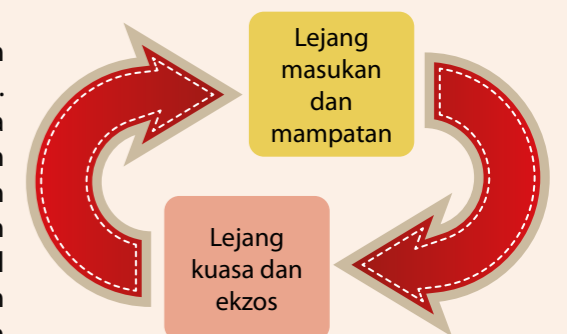 Lejang
masukan
dan
mampatan
Lejang
kuasa dan
ekzos